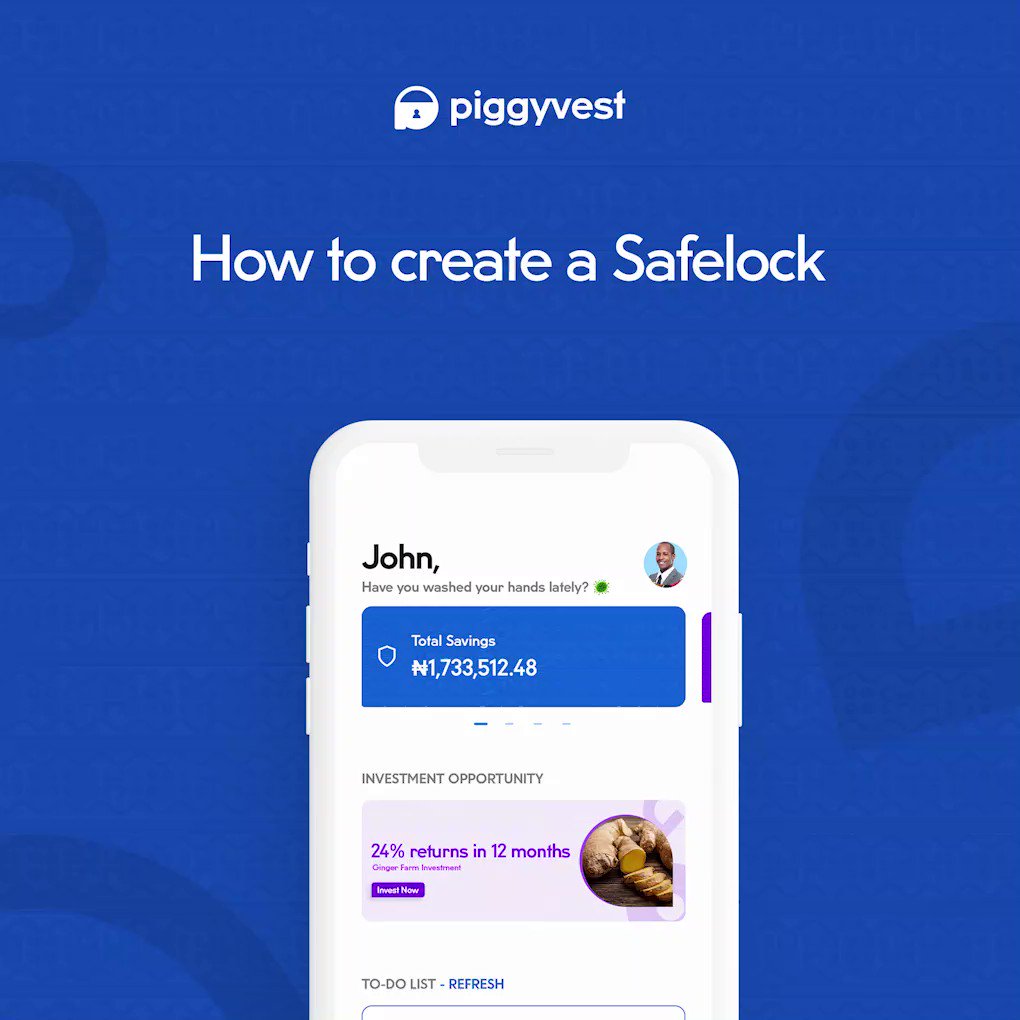 piggyvest
How to create a Safelock
John,
Have you washed your hands lately?
Total Savings
₦1,733,512.48
INVESTMENT OPPORTUNITY
24% returns in 12 months
Ginger Farm Investment
Invest Now
TO-DO LIST - REFRESH